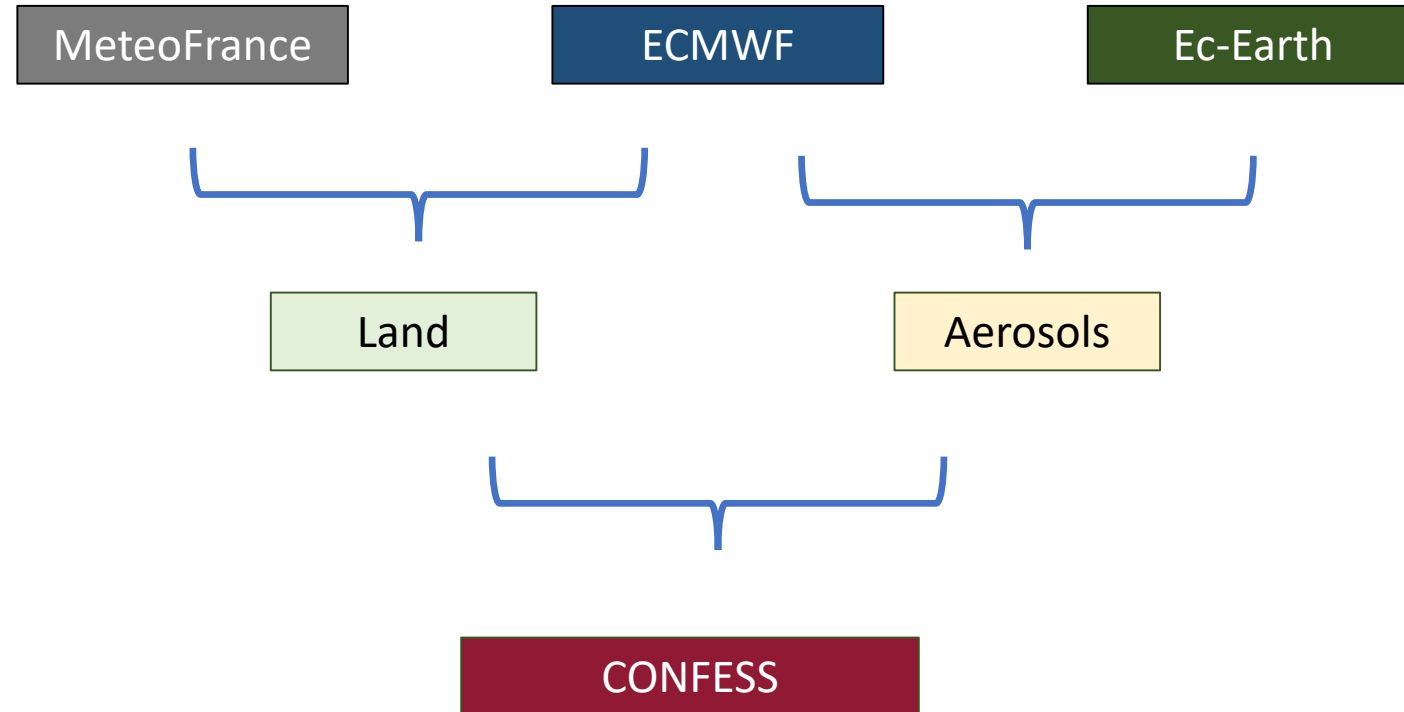 MeteoFrance
ECMWF
Ec-Earth
Land
Aerosols
CONFESS